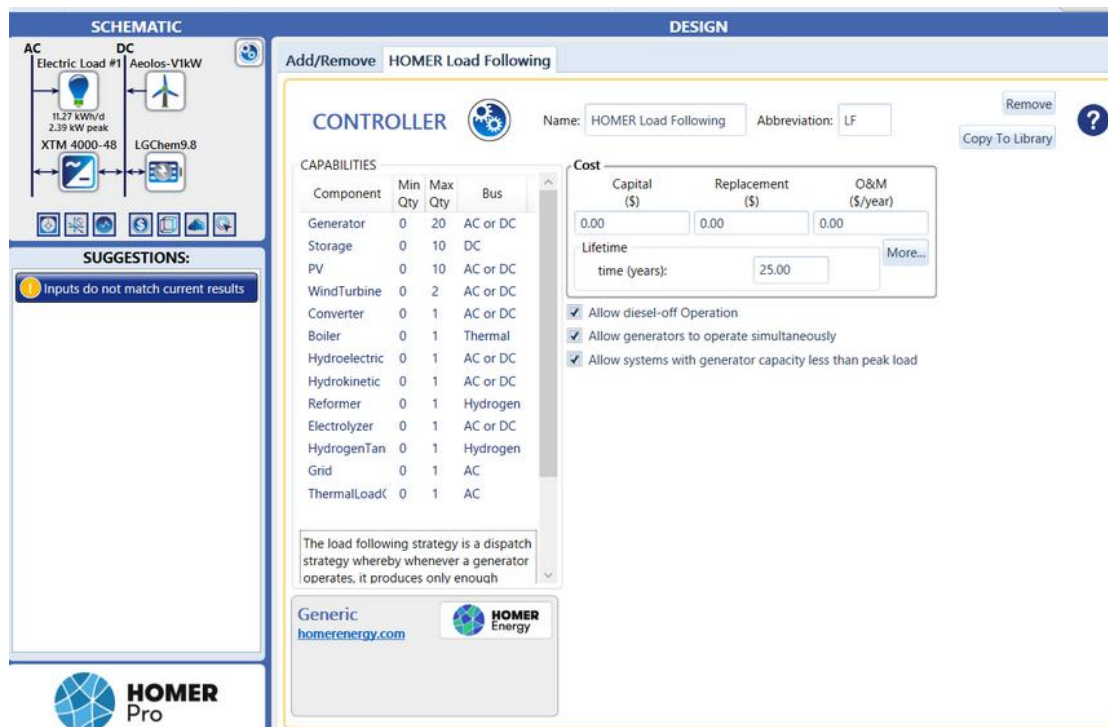 SCHEMATIC
AC DC
Electric Load #1 Aeolos-V1kW
11.27 kWh/d
2.39 kW peak
XTM 4000-48 LGChem9.8
SUGGESTIONS:
Inputs do not match current results
HOMER
Pro
DESIGN
Add/Remove HOMER Load Following
CONTROLLER
Name: HOMER Load Following Abbreviation: LF
Remove
Copy To Library
?
CAPABILITIES
Component Min Qty Max Qty Bus
Generator 0 20 AC or DC
Storage 0 10 DC
PV 0 10 AC or DC
WindTurbine 0 2 AC or DC
Converter 0 1 AC or DC
Boiler 0 1 Thermal
Hydroelectric 0 1 AC or DC
Hydrokinetic 0 1 AC or DC
Reformer 0 1 Hydrogen
Electrolyzer 0 1 AC or DC
HydrogenTan 0 1 Hydrogen
Grid 0 1 AC
ThermalLoad( 0 1 AC
The load following strategy is a dispatch
strategy whereby whenever a generator
operates, it produces only enough
Generic
homerenergy.com
HOMER
Energy
Cost
Capital Replacement O&M
($) ($) ($/year)
0.00 0.00 0.00
Lifetime
time (years): 25.00
More...
Allow diesel-off Operation
Allow generators to operate simultaneously
Allow systems with generator capacity less than peak load